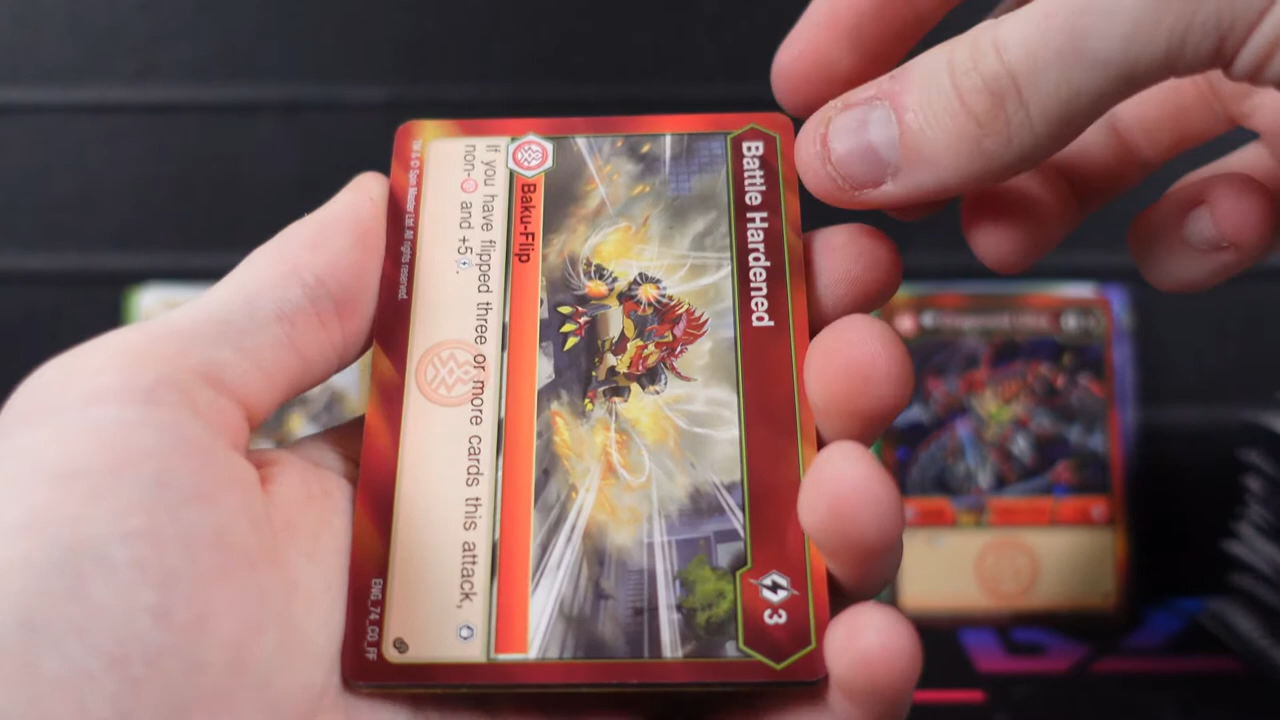 Battle Hardened
3
Baku-Flip
If you have flipped three or more cards this attack,
non- and +5.
TM & © Spin Master Ltd. All rights reserved.
ENG_74_CO_FF